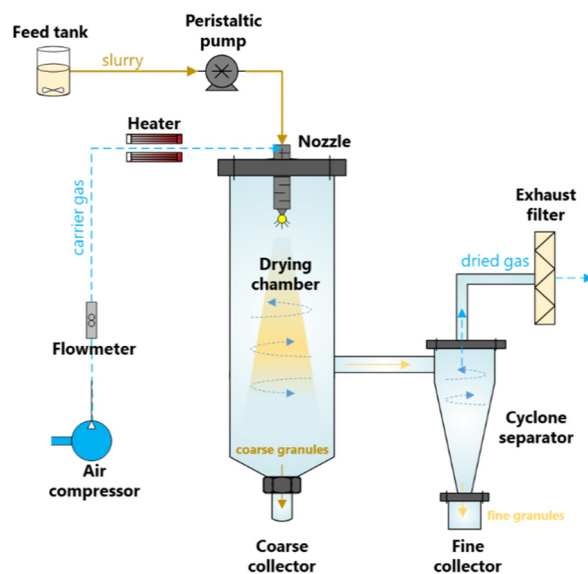 Feed tank
Peristaltic
pump
slurry
Heater
Nozzle
carrier gas
Exhaust
filter
dried gas
Drying
chamber
Flowmeter
Cyclone
separator
coarse granules
Air
compressor
fine granules
Coarse
collector
Fine
collector